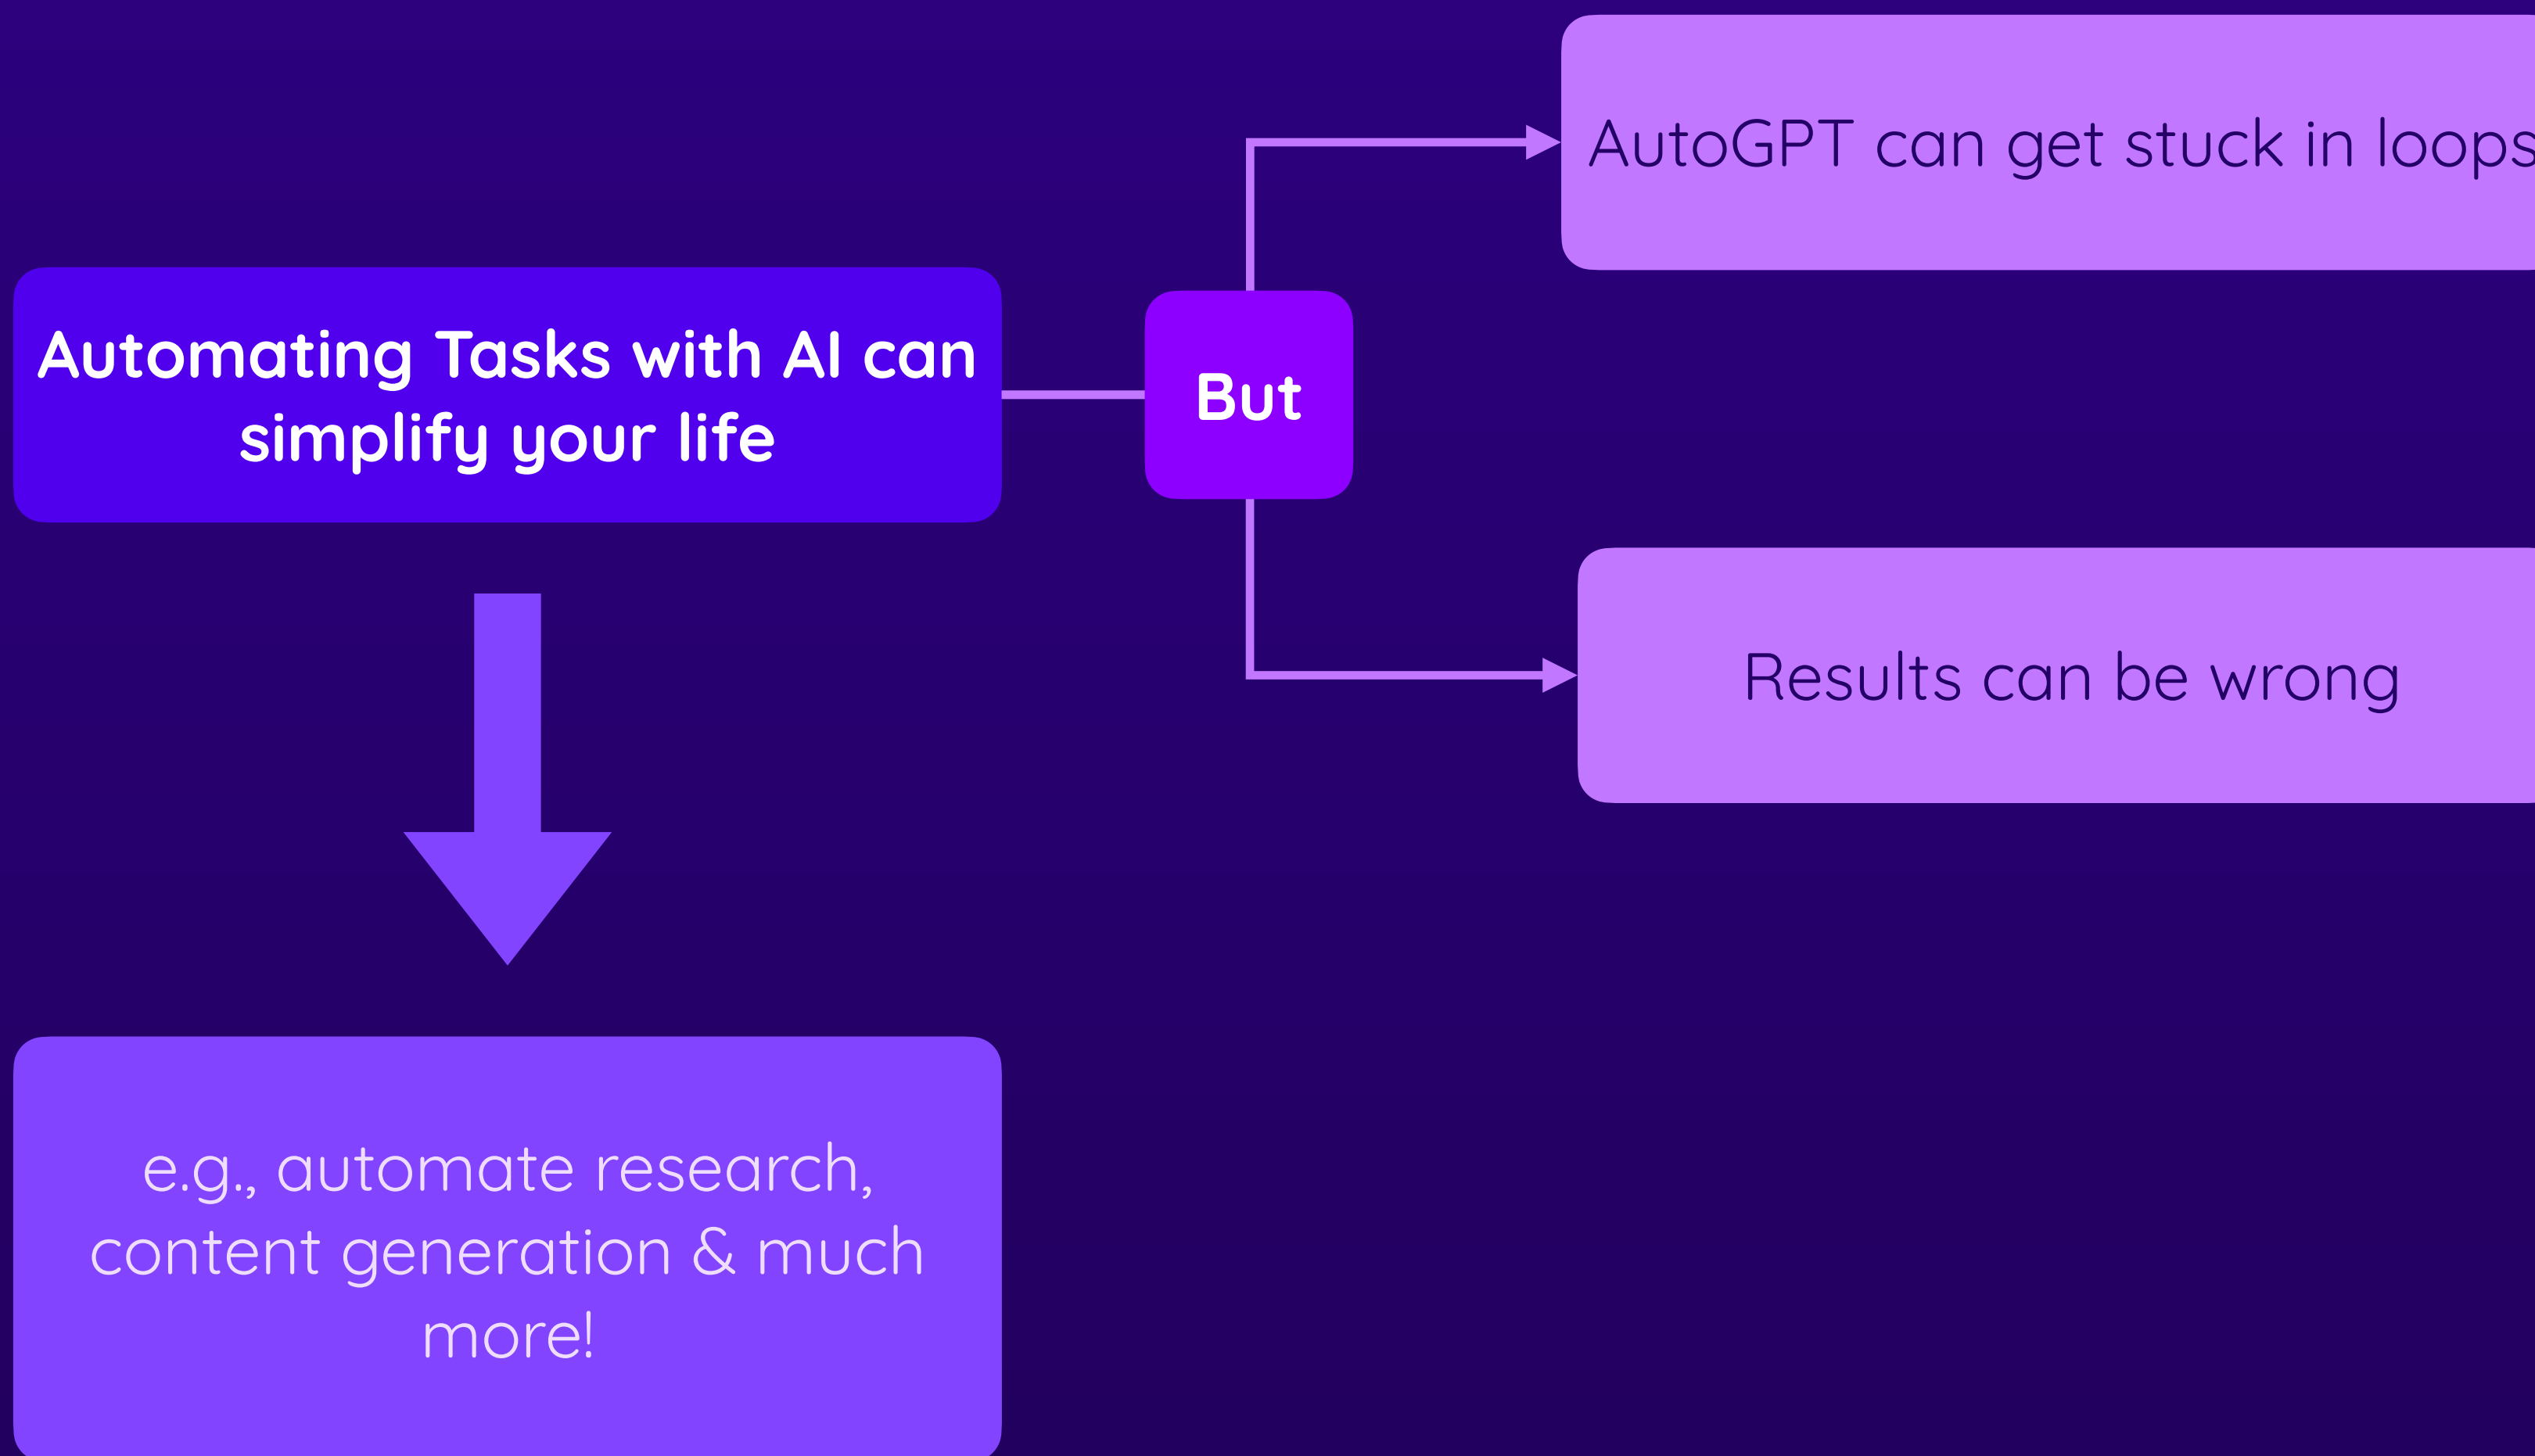 AutoGPT can get stuck in loops
Automating Tasks with AI can
simplify your life
But
Results can be wrong
e.g., automate research,
content generation & much
more!